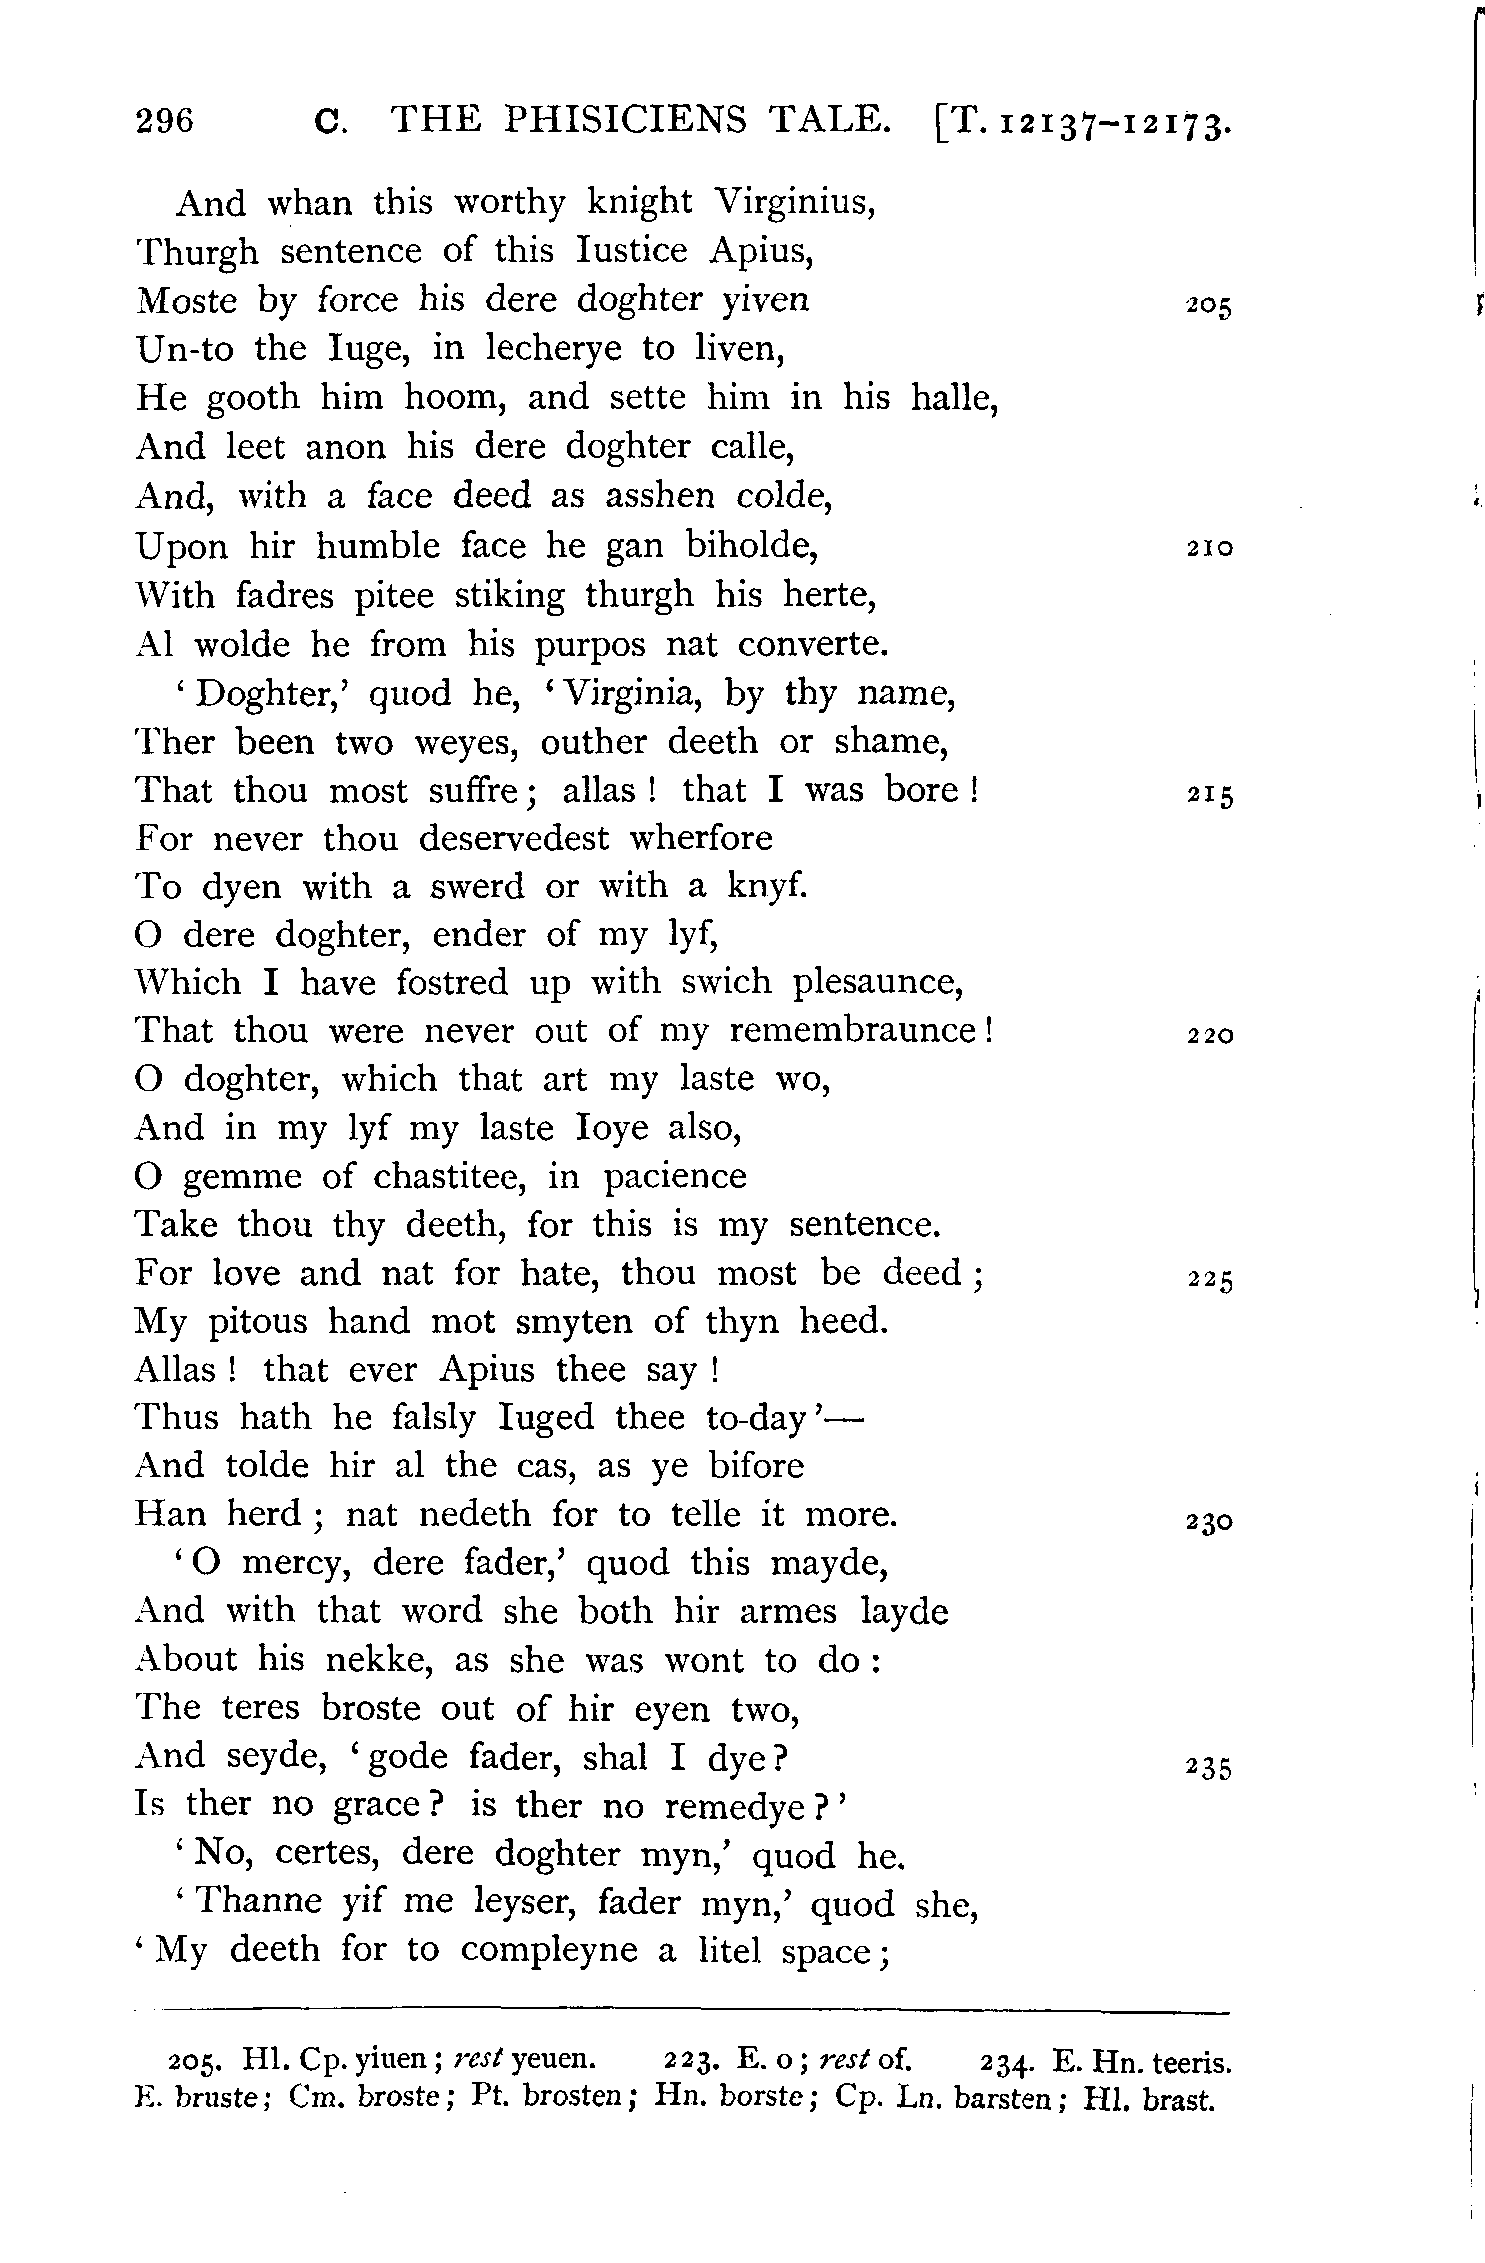 296 C. THE PHISICIENS TALE. [T. 12137-12173.
And whan this worthy knight Virginius,
Thurgh sentence of this Iustice Apius,
Moste by force his dere doghter yiven 205
Un-to the Iuge, in lecherye to liven,
He gooth him hoom, and sette him in his halle,
And leet anon his dere doghter calle,
And, with a face deed as asshen colde,
Upon hir humble face he gan biholde, 210
With fadres pitee stiking thurgh his herte,
Al wolde he from his purpos nat converte.
‘Doghter,’ quod he, ‘Virginia, by thy name,
Ther been two weyes, outher deeth or shame,
That thou most suffre; allas! that I was bore! 215
For never thou deservedest wherfore
To dyen with a swerd or with a knyf.
O dere doghter, ender of my lyf,
Which I have fostred up with swich plesaunce,
That thou were never out of my remembraunce! 220
O doghter, which that art my laste wo,
And in my lyf my laste Ioye also,
O gemme of chastitee, in pacience
Take thou thy deeth, for this is my sentence.
For love and nat for hate, thou most be deed; 225
My pitous hand mot smyten of thyn heed.
Allas! that ever Apius thee say!
Thus hath he falsly Iuged thee to-day’—
And tolde hir al the cas, as ye bifore
Han herd; nat nedeth for to telle it more. 230
‘O mercy, dere fader,’ quod this mayde,
And with that word she both hir armes layde
About his nekke, as she was wont to do:
The teres broste out of hir eyen two,
And seyde, ‘gode fader, shal I dye? 235
Is ther no grace? is ther no remedye?’
‘No, certes, dere doghter myn,’ quod he.
‘Thanne yif me leyser, fader myn,’ quod she,
‘My deeth for to compleyne a litel space;
205. Hl. Cp. yiuen; rest yeuen. 223. E. o; rest of. 234. E. Hn. teeris.
E. bruste; Cm. broste; Pt. brosten; Hn. borste; Cp. Ln. barsten; Hl. brast.